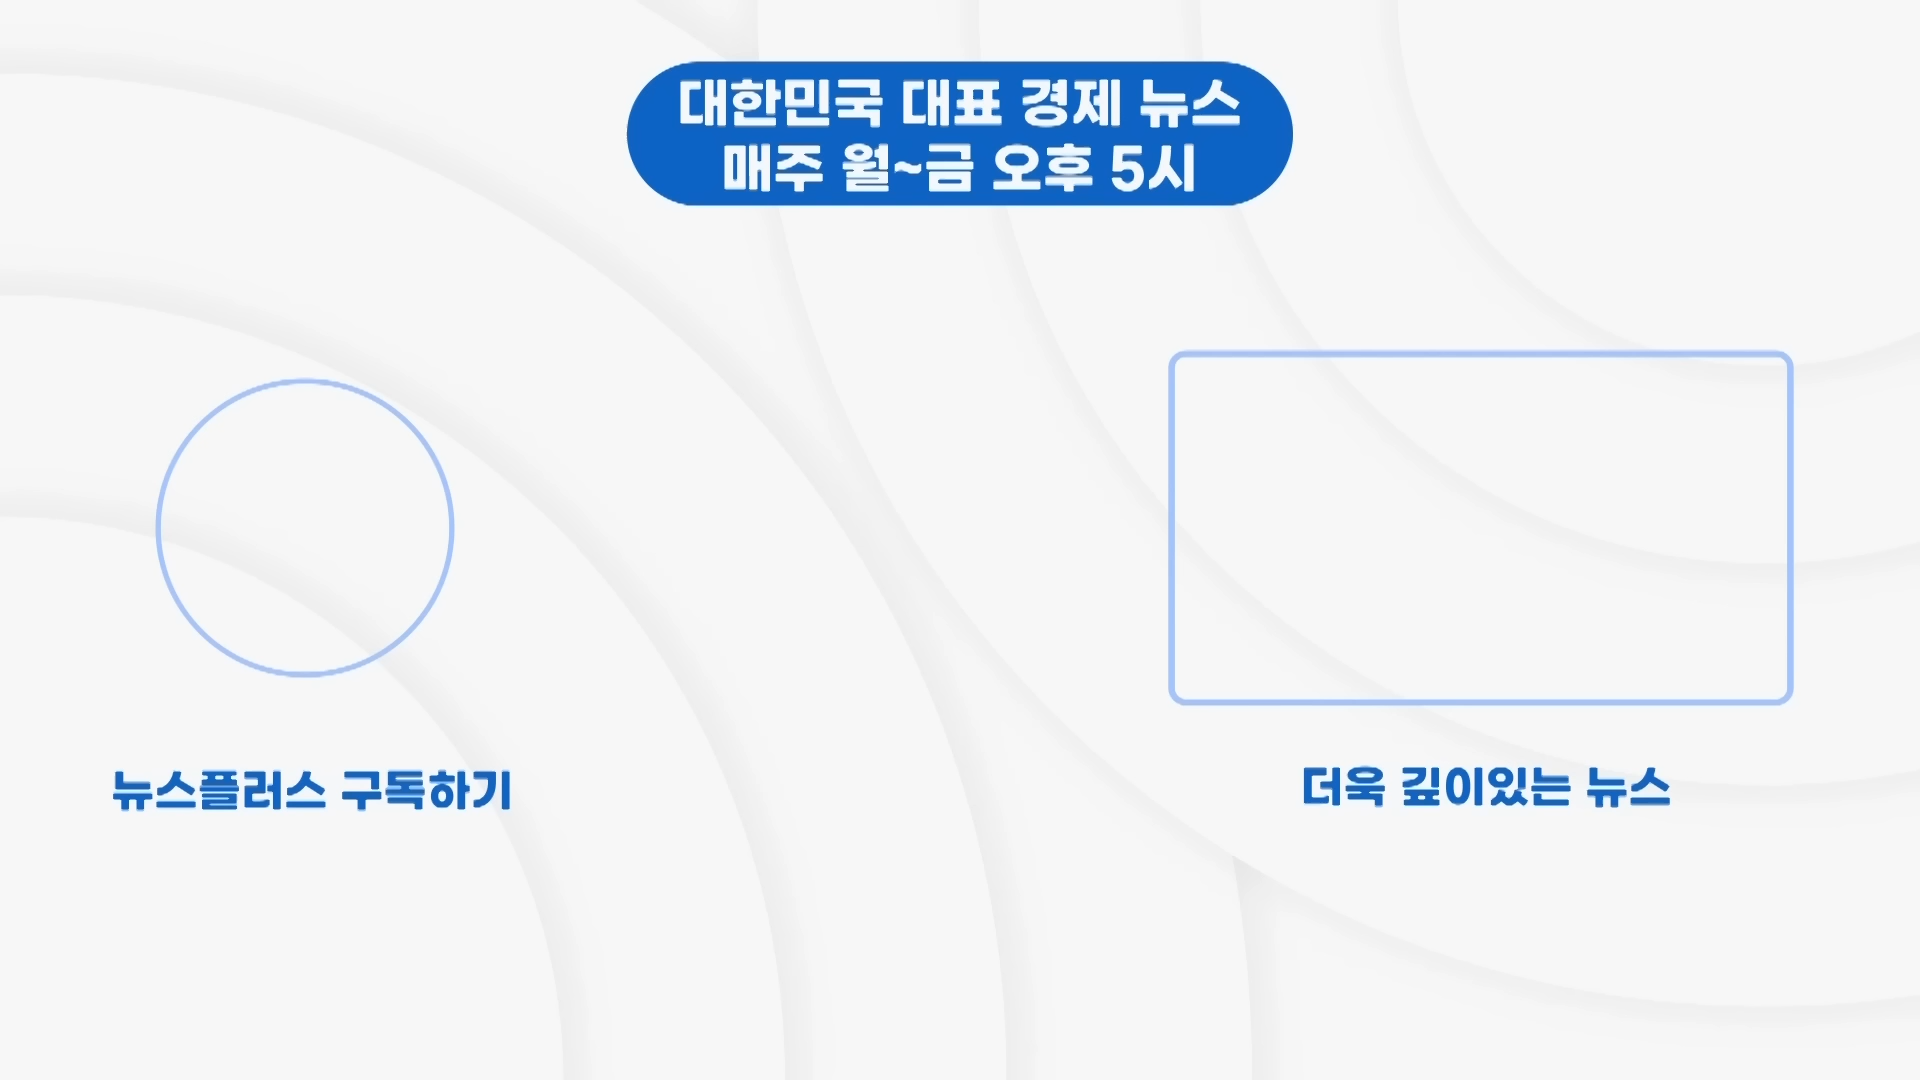 대한민국 대표 경제 뉴스
매주 월~금 오후 5시
뉴스플러스 구독하기
더욱 깊이있는 뉴스